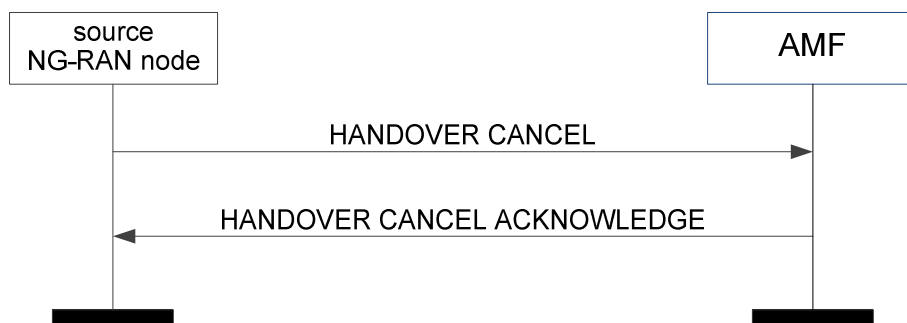 source
NG-RAN node
AMF
HANDOVER CANCEL
HANDOVER CANCEL ACKNOWLEDGE